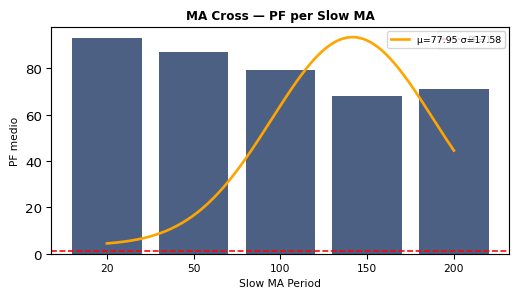 MA Cross — PF per Slow MA
μ=77.95 σ=17.58
PF medio
80
60
40
20
0
20 50 100 150 200
Slow MA Period